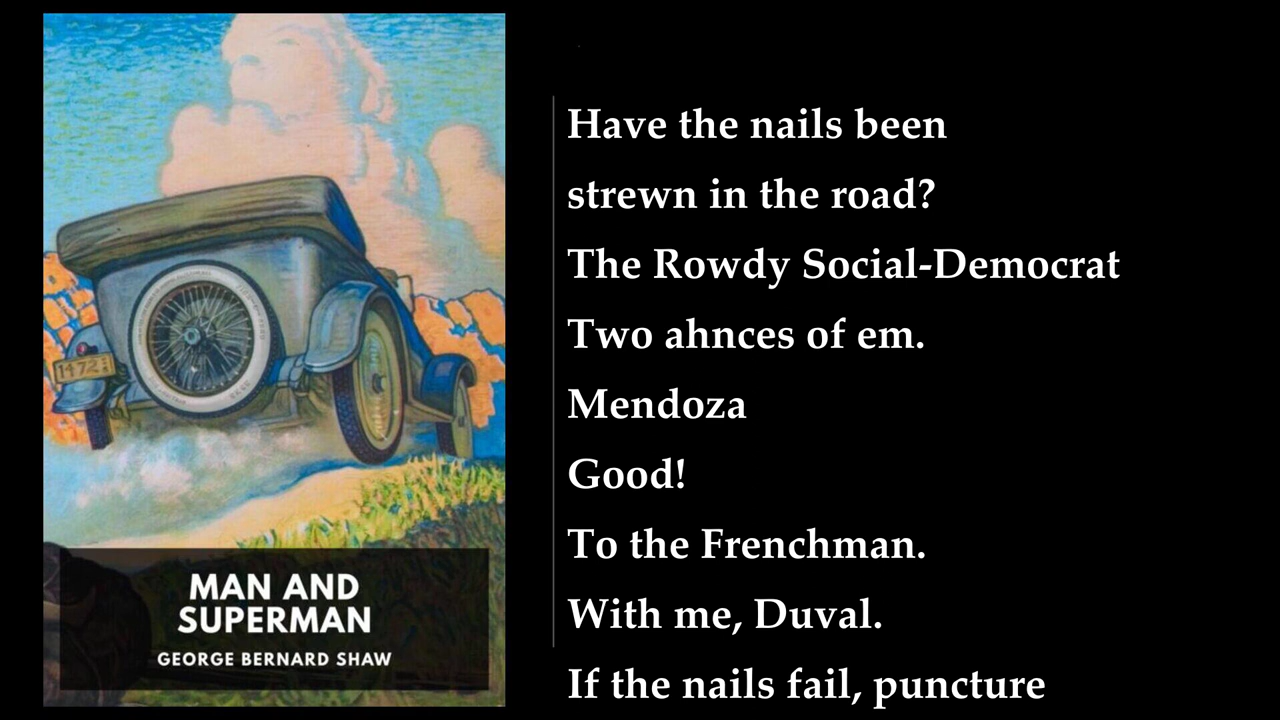 1472
MAN AND
SUPERMAN
GEORGE BERNARD SHAW
Have the nails been
strewn in the road?
The Rowdy Social-Democrat
Two ahnces of em.
Mendoza
Good!
To the Frenchman.
With me, Duval.
If the nails fail, puncture